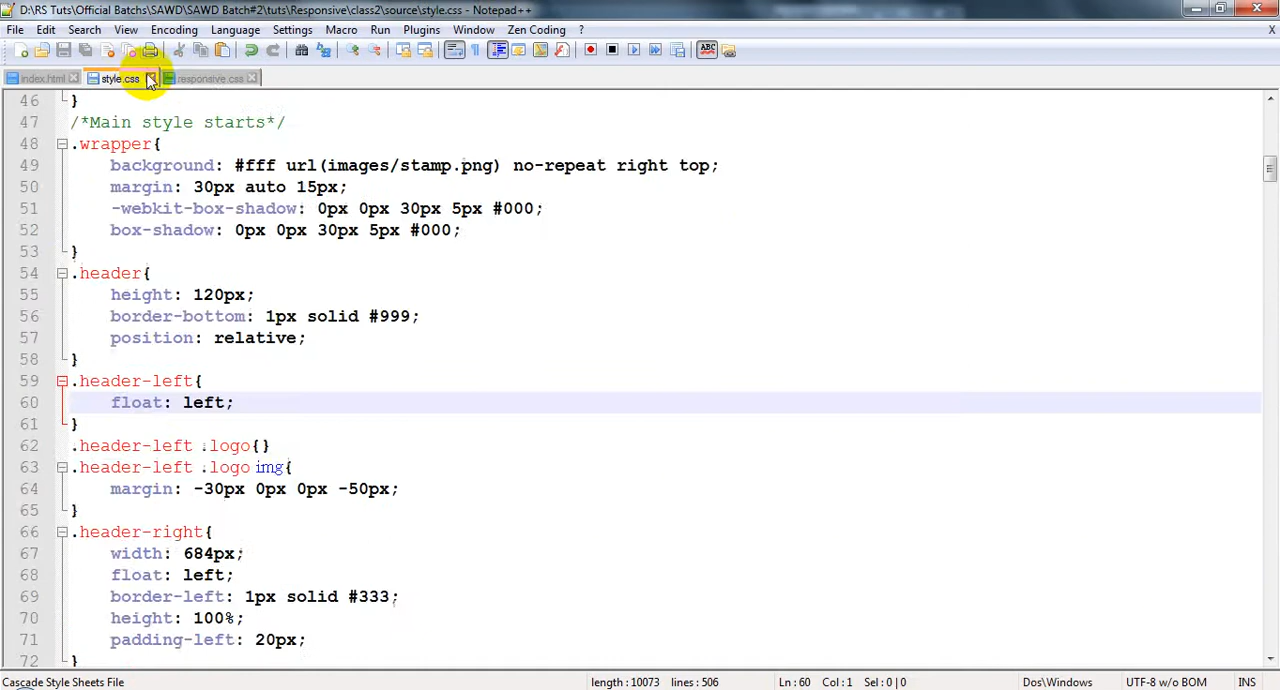 D:\RS Tuts\Official Batchs\SAWD\SAWD Batch#2\tuts\Responsive\class2\source\style.css - Notepad++
File Edit Search View Encoding Language Settings Macro Run Plugins Window Zen Coding ? X
index.html style.css responsive.css
46 }
47 /*Main style starts*/
48 .wrapper{
49 background: #fff url(images/stamp.png) no-repeat right top;
50 margin: 30px auto 15px;
51 -webkit-box-shadow: 0px 0px 30px 5px #000;
52 box-shadow: 0px 0px 30px 5px #000;
53 }
54 .header{
55 height: 120px;
56 border-bottom: 1px solid #999;
57 position: relative;
58 }
59 .header-left{
60 float: left;
61 }
62 .header-left .logo{}
63 .header-left .logo img{
64 margin: -30px 0px 0px -50px;
65 }
66 .header-right{
67 width: 684px;
68 float: left;
69 border-left: 1px solid #333;
70 height: 100%;
71 padding-left: 20px;
72 }
Cascade Style Sheets File length : 10073 lines : 506 Ln : 60 Col : 1 Sel : 0 | 0 Dos\Windows UTF-8 w/o BOM INS